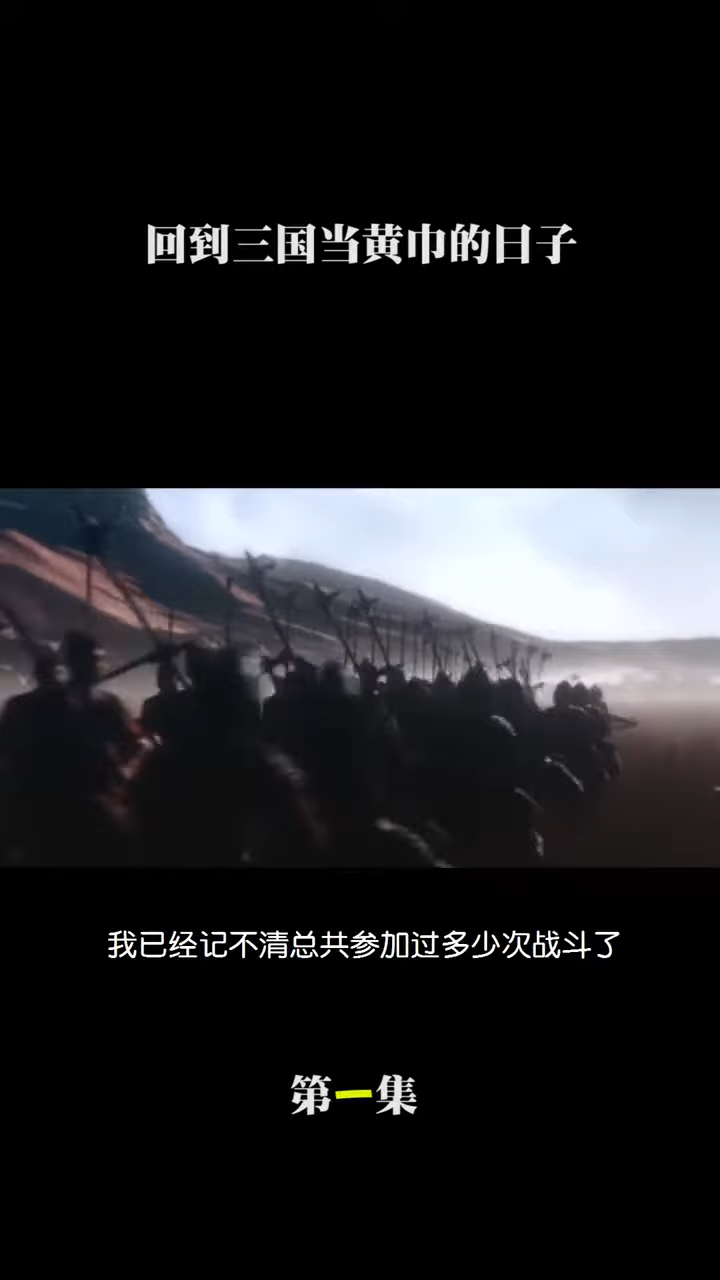 回到三国当黄巾的日子
我已经记不清总共参加过多少次战斗了
第一集